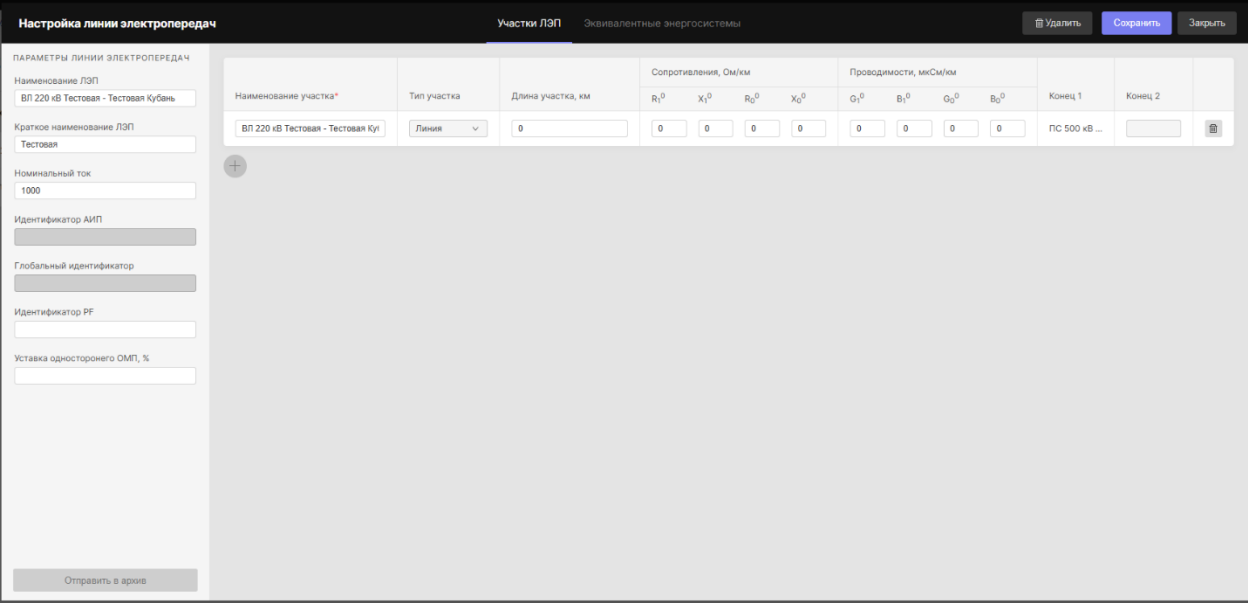 Настройка линии электропередач
Участки ЛЭП
Эквивалентные энергосистемы
Удалить
Сохранить
Закрыть
ПАРАМЕТРЫ ЛИНИИ ЭЛЕКТРОПЕРЕДАЧ
Наименование ЛЭП
ВЛ 220 кВ Тестовая - Тестовая Кубань
Краткое наименование ЛЭП
Тестовая
Номинальный ток
1000
Идентификатор АИП
Глобальный идентификатор
Идентификатор PF
Уставка одностороннего ОМП, %
Отправить в архив
Сопротивления, Ом/км
Проводимости, мкСм/км
Наименование участка*
Тип участка
Длина участка, км
R₁⁰ X₁⁰ R₀⁰ X₀⁰ G₁⁰ B₁⁰ G₀⁰ B₀⁰
Конец 1
Конец 2
ВЛ 220 кВ Тестовая - Тестовая Ку
Линия
0
0 0 0 0 0 0 0 0
ПС 500 кВ ...